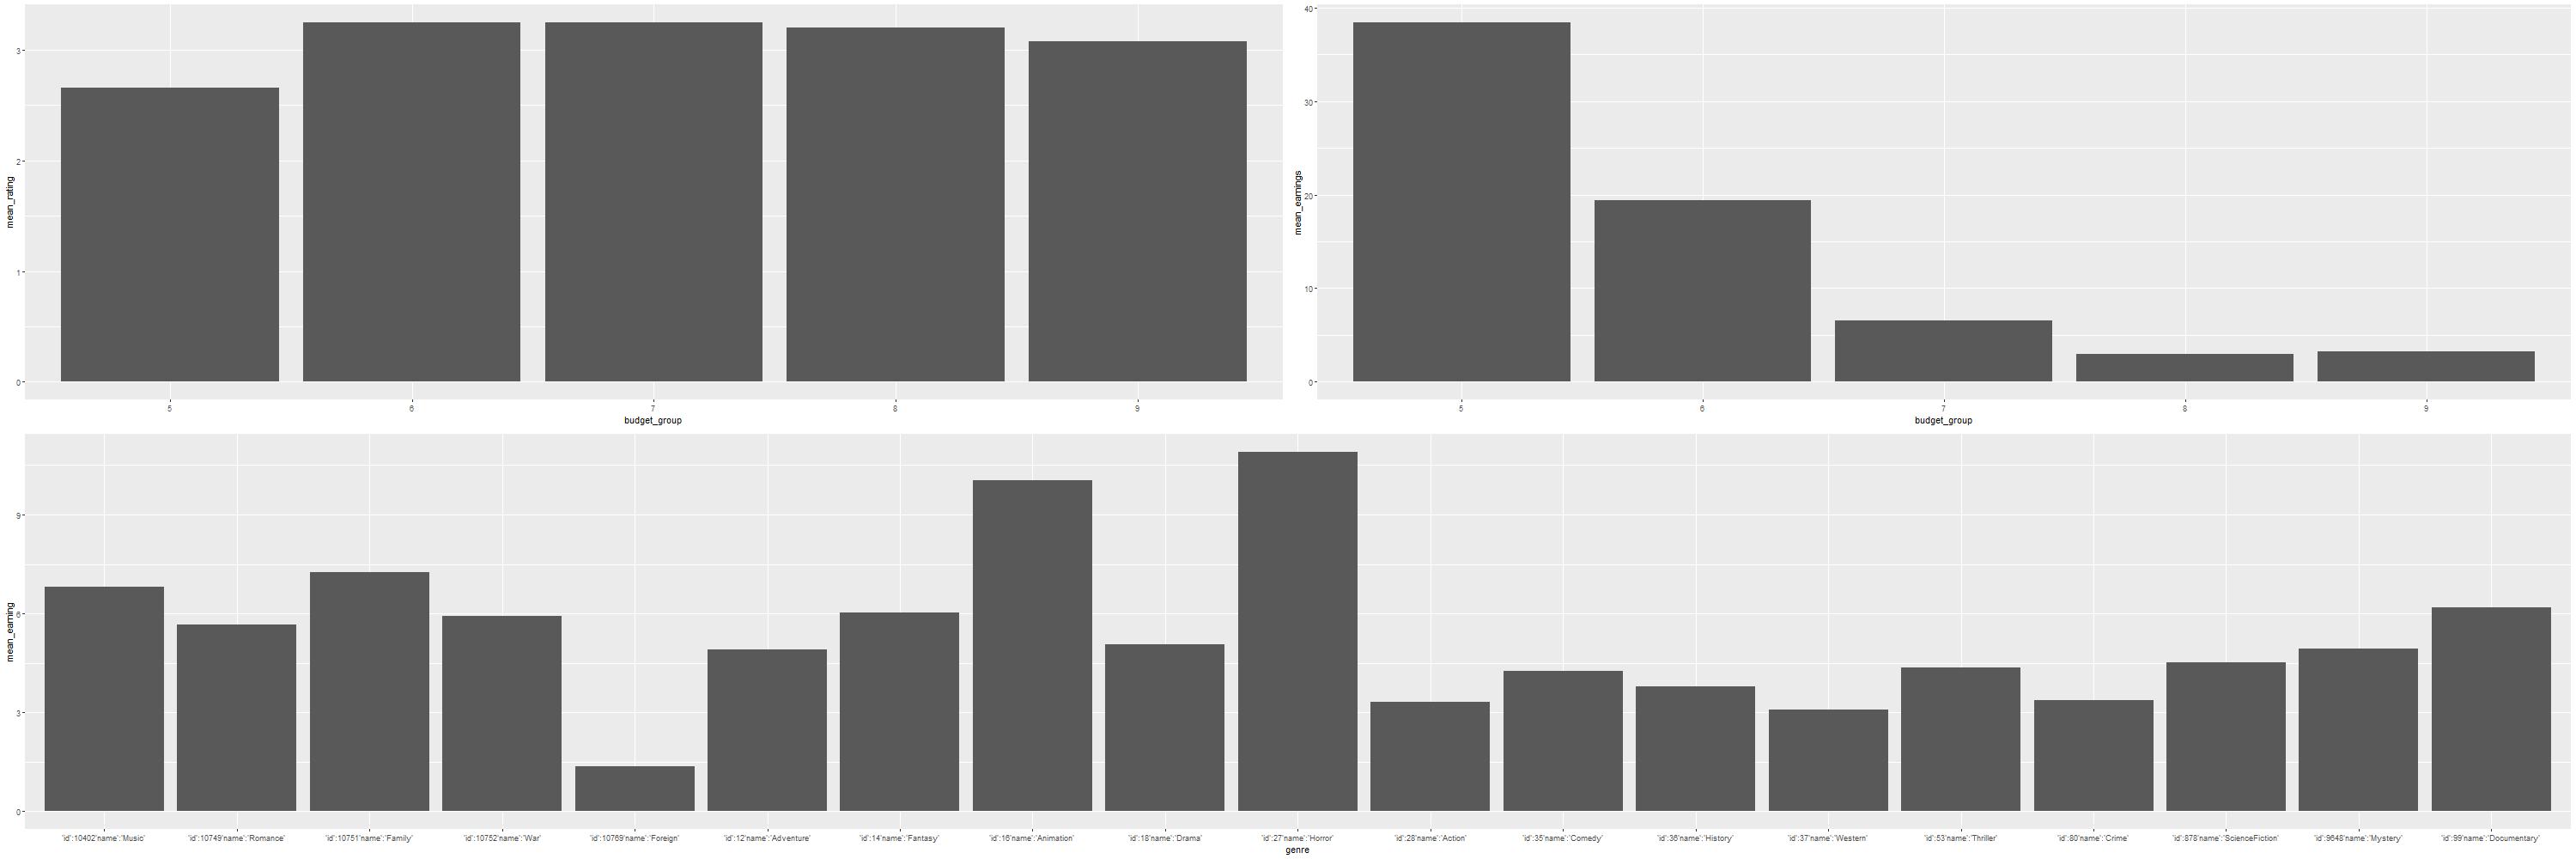 mean_rating
3
2
1
0
5 6 7 8 9
budget_group
mean_earnings
40
30
20
10
0
5 6 7 8 9
budget_group
mean_earning
9
6
3
0
'id':10402'name':'Music' 'id':10749'name':'Romance' 'id':10751'name':'Family' 'id':10752'name':'War' 'id':10769'name':'Foreign' 'id':12'name':'Adventure' 'id':14'name':'Fantasy' 'id':16'name':'Animation' 'id':18'name':'Drama' 'id':27'name':'Horror' 'id':28'name':'Action' 'id':35'name':'Comedy' 'id':36'name':'History' 'id':37'name':'Western' 'id':53'name':'Thriller' 'id':80'name':'Crime' 'id':878'name':'ScienceFiction' 'id':9648'name':'Mystery' 'id':99'name':'Documentary'
genre